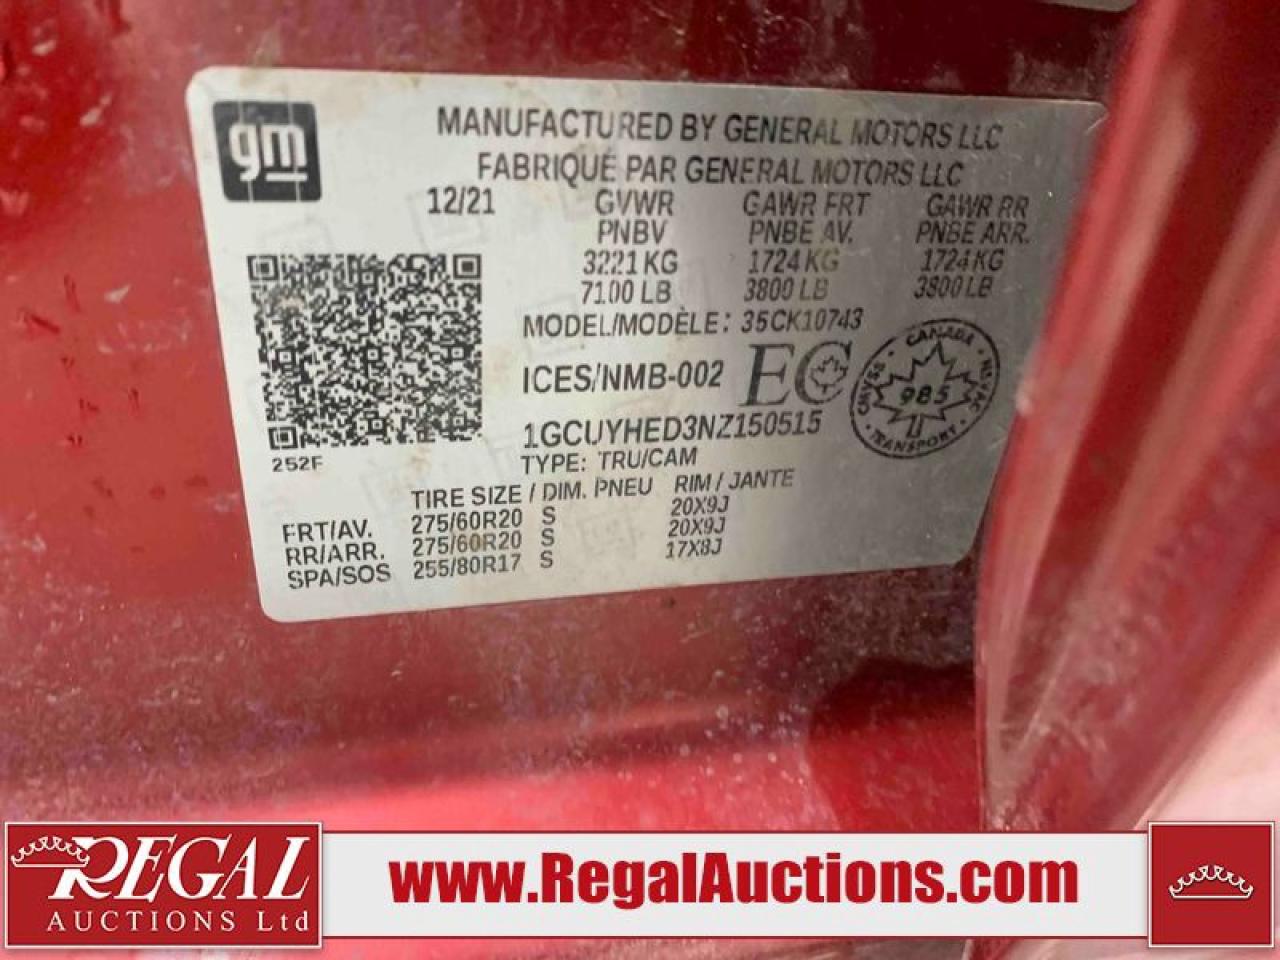 gm
MANUFACTURED BY GENERAL MOTORS LLC
FABRIQUÉ PAR GENERAL MOTORS LLC
12/21 GVWR GAWR FRT GAWR RR
PNBV PNBE AV. PNBE ARR.
3221 KG 1724 KG 1724 KG
7100 LB 3800 LB 3800 LB
MODEL/MODÈLE: 35CK10743
ICES/NMB-002 EC
CANADA
CMVSS 985 NSVAC
TRANSPORT
1GCUYHED3NZ150515
252F
TYPE: TRU/CAM
TIRE SIZE / DIM. PNEU RIM / JANTE
FRT/AV. 275/60R20 S 20X9J
RR/ARR. 275/60R20 S 20X9J
SPA/SOS 255/80R17 S 17X8J
REGAL
AUCTIONS Ltd
www.RegalAuctions.com